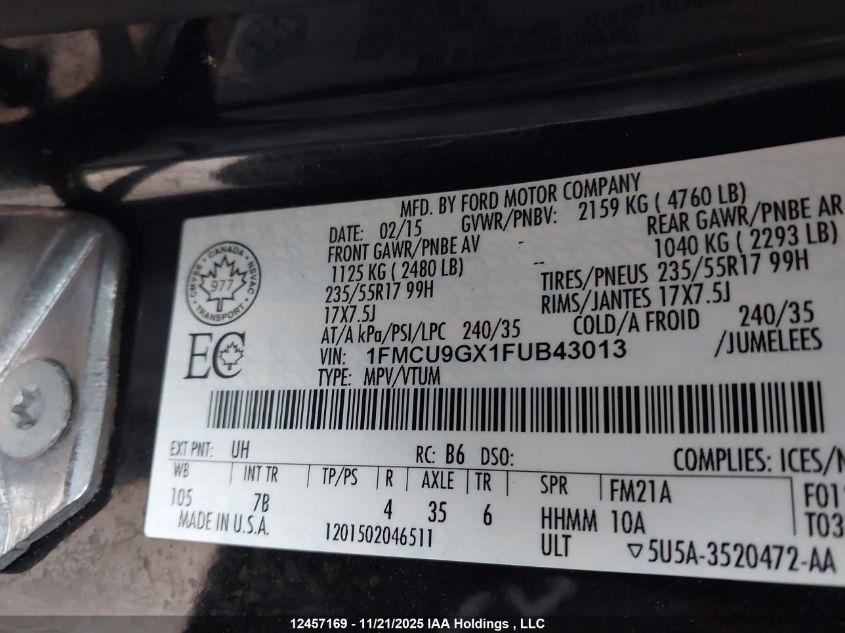 MFD. BY FORD MOTOR COMPANY
DATE: 02/15 GVWR/PNBV: 2159 KG ( 4760 LB)
FRONT GAWR/PNBE AV - REAR GAWR/PNBE AR
1125 KG ( 2480 LB) 1040 KG ( 2293 LB)
235/55R17 99H -- TIRES/PNEUS 235/55R17 99H
17X7.5J RIMS/JANTES 17X7.5J
AT/A kPa/PSI/LPC 240/35 COLD/A FROID 240/35
VIN: 1FMCU9GX1FUB43013 /JUMELEES
TYPE: MPV/VTUM
CANADA
CMVSS 977 NSVAC
TRANSPORT
EC
EXT PNT: UH RC: B6 DSO: COMPLIES: ICES/N
WB INT TR TP/PS R AXLE TR SPR FM21A F01
105 7B 4 35 6 HHMM 10A T03
MADE IN U.S.A. 1201502046511 ULT ▽5U5A-3520472-AA
12457169 - 11/21/2025 IAA Holdings , LLC